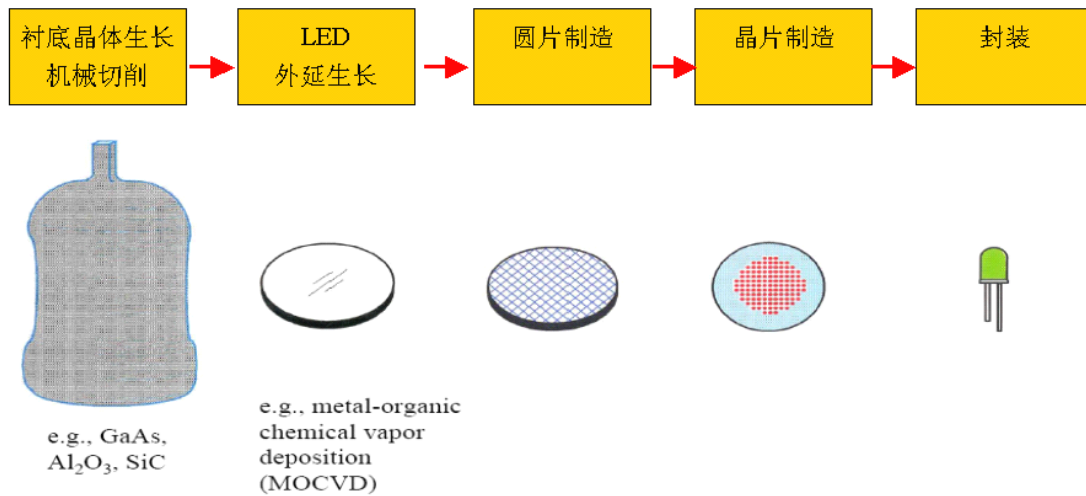 衬底晶体生长
机械切削
LED
外延生长
圆片制造
晶片制造
封装
e.g., GaAs,
Al₂O₃, SiC
e.g., metal-organic
chemical vapor
deposition
(MOCVD)